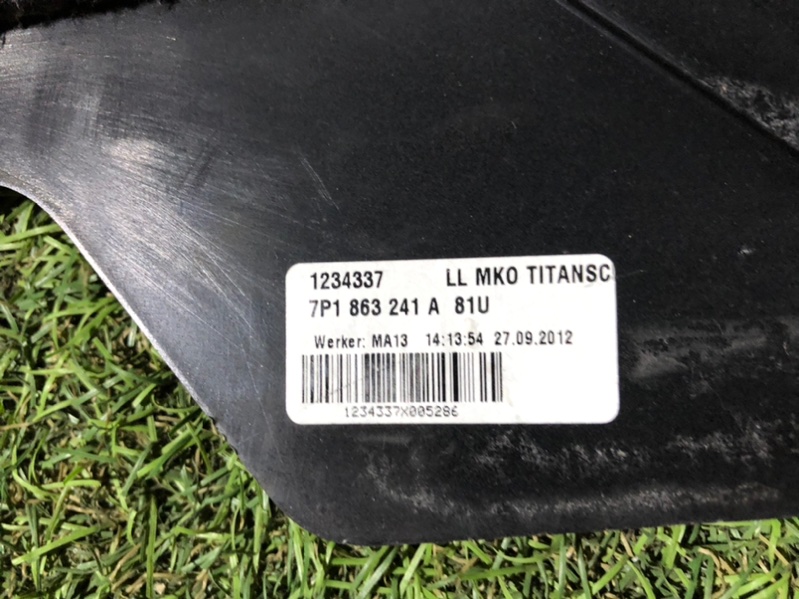 1234337 LL MKO TITANSC
7P1 863 241 A 81U
Werker: MA13 14:13:54 27.09.2012
1234337X005286